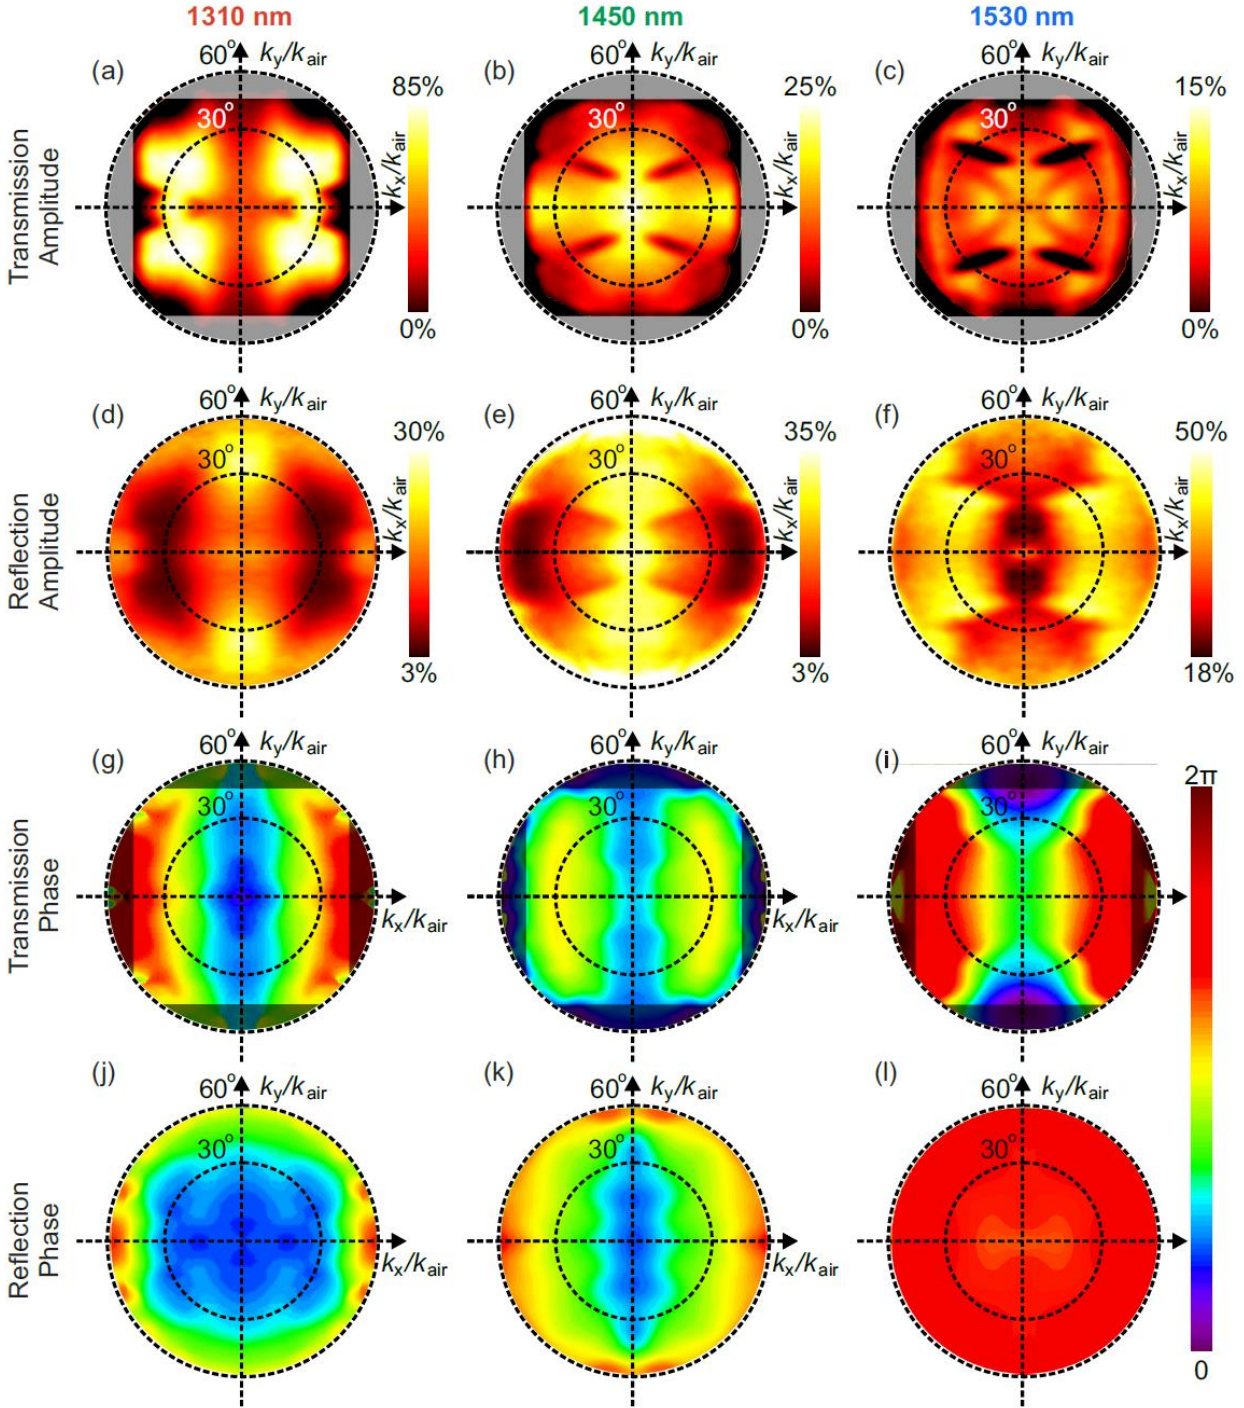 1310 nm 1450 nm 1530 nm
Transmission
Amplitude
(a) 60° ky/kair 30° kx/kair 85% 0%
(b) 60° ky/kair 30° kx/kair 25% 0%
(c) 60° ky/kair 30° kx/kair 15% 0%
Reflection
Amplitude
(d) 60° ky/kair 30° kx/kair 30% 3%
(e) 60° ky/kair 30° kx/kair 35% 3%
(f) 60° ky/kair 30° kx/kair 50% 18%
Transmission
Phase
(g) 60° ky/kair 30° kx/kair
(h) 60° ky/kair 30° kx/kair
(i) 60° ky/kair 30° kx/kair
2π
Reflection
Phase
(j) 60° ky/kair 30° kx/kair
(k) 60° ky/kair 30° kx/kair
(l) 60° ky/kair 30° kx/kair
0